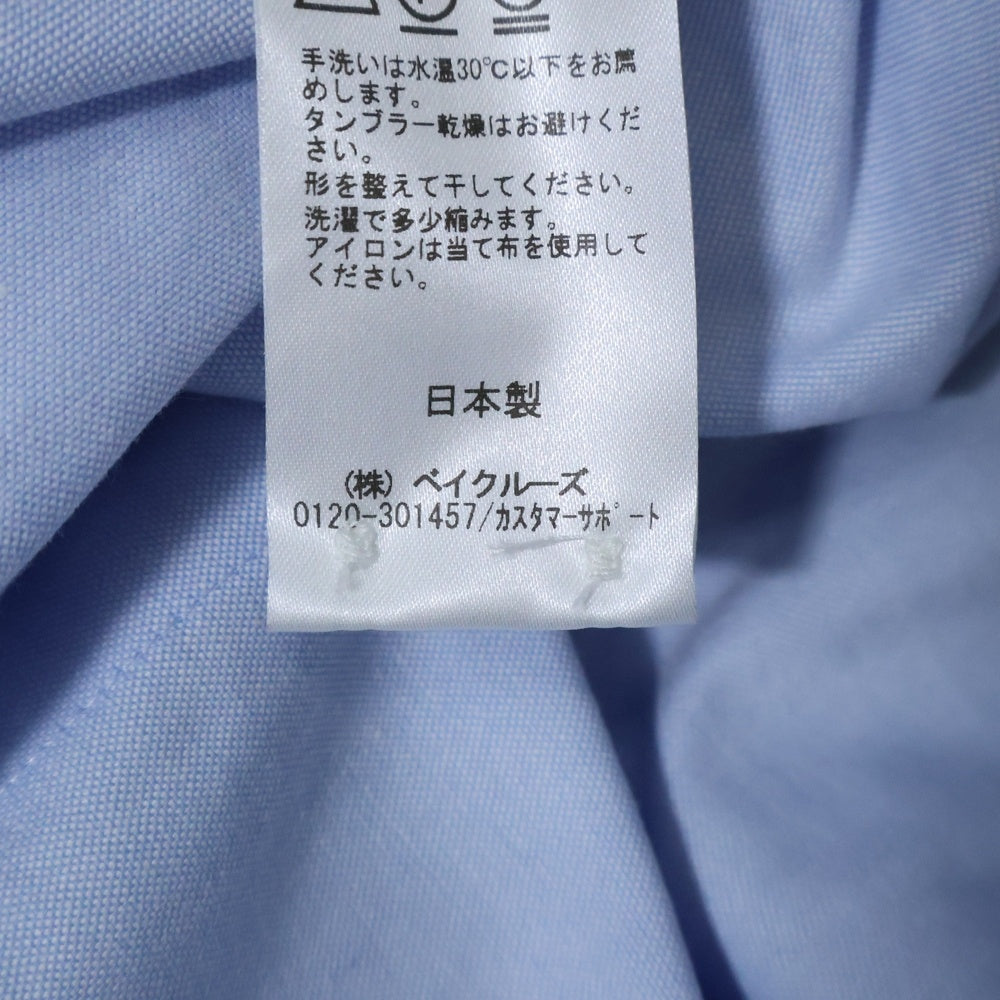 手洗いは水温30℃以下をお薦
めします。
タンブラー乾燥はお避けくだ
さい。
形を整えて干してください。
洗濯で多少縮みます。
アイロンは当て布を使用して
ください。
日本製
(株) ベイクルーズ
0120-301457/カスタマーサポート